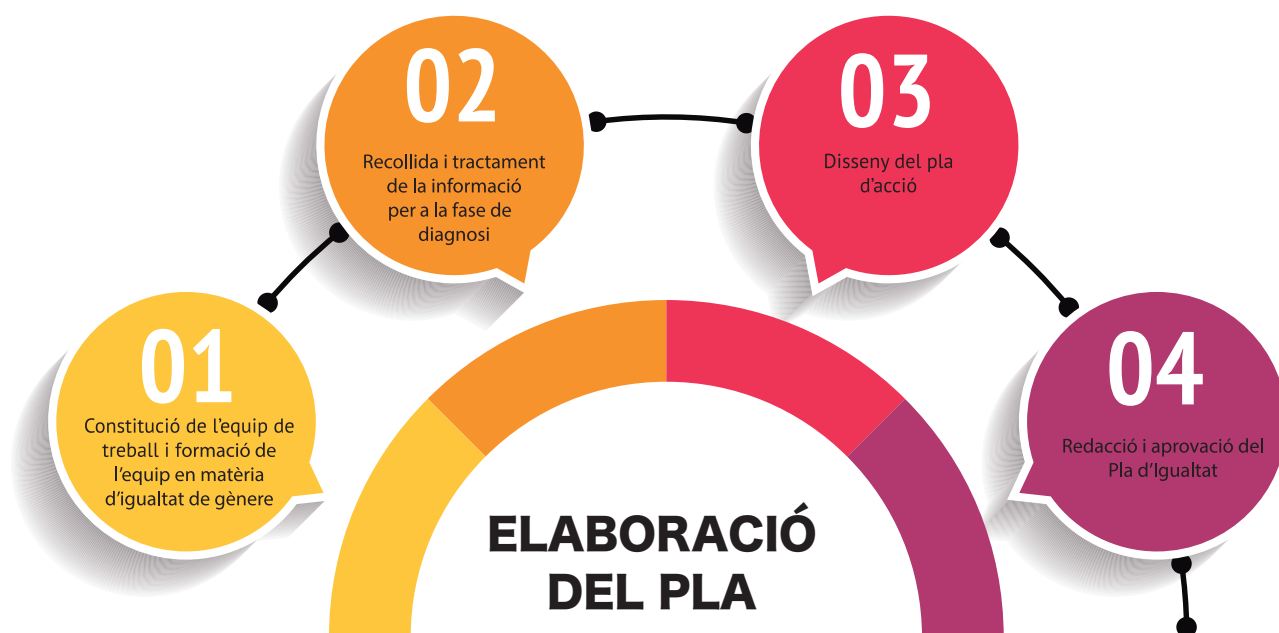 01
Constitució de l'equip de
treball i formació de
l'equip en matèria
d'igualtat de gènere
02
Recollida i tractament
de la informació
per a la fase de
diagnosi
03
Disseny del pla
d'acció
04
Redacció i aprovació del
Pla d'Igualtat
ELABORACIÓ
DEL PLA